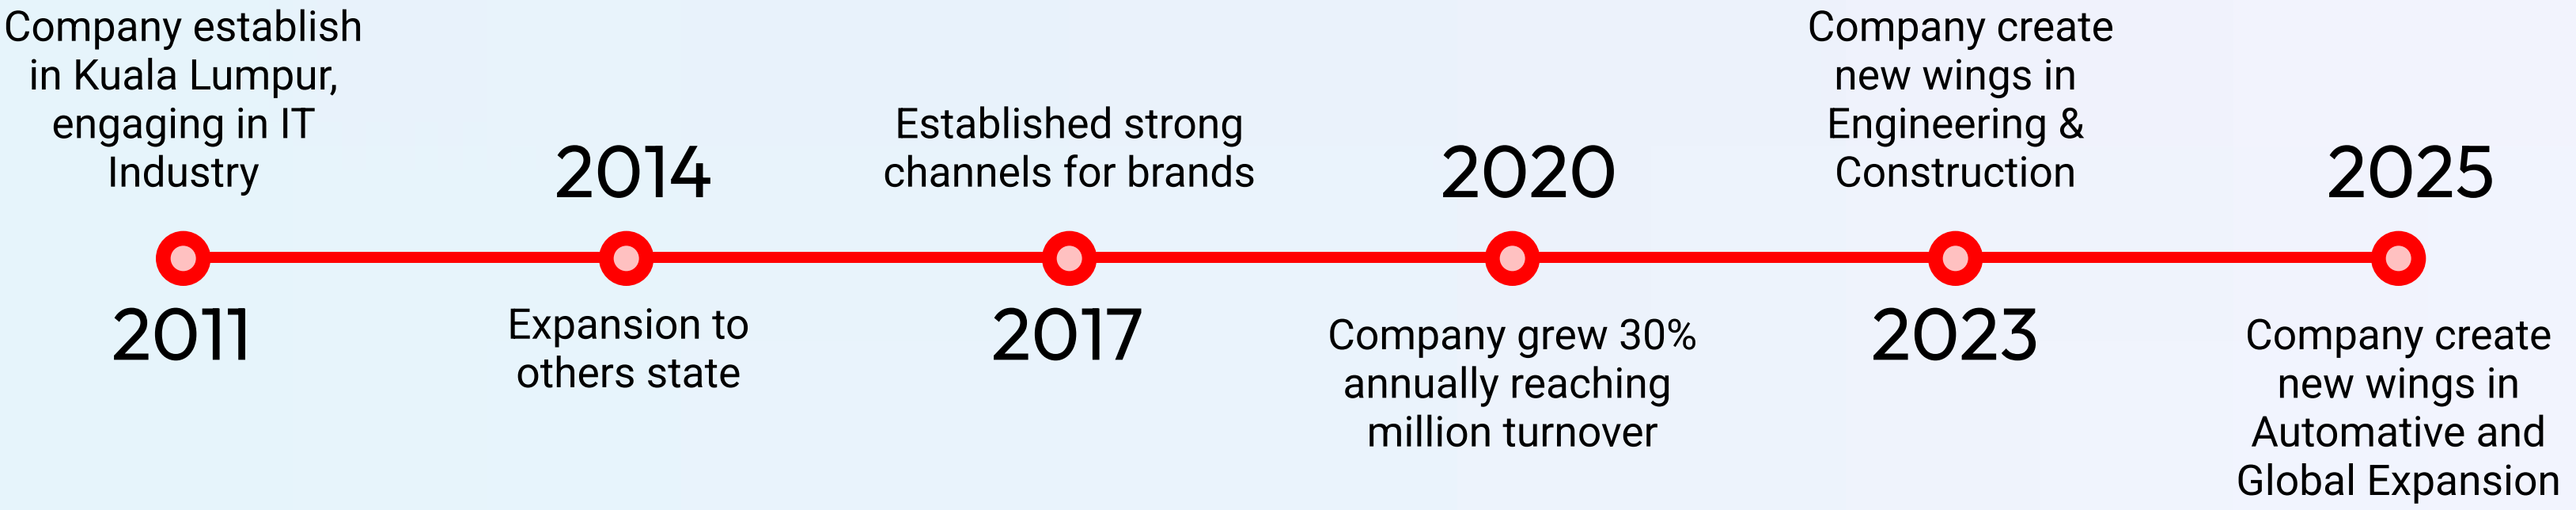 Company establish
in Kuala Lumpur,
engaging in IT
Industry
2011
2014
Expansion to
others state
Established strong
channels for brands
2017
2020
Company grew 30%
annually reaching
million turnover
Company create
new wings in
Engineering &
Construction
2023
2025
Company create
new wings in
Automative and
Global Expansion